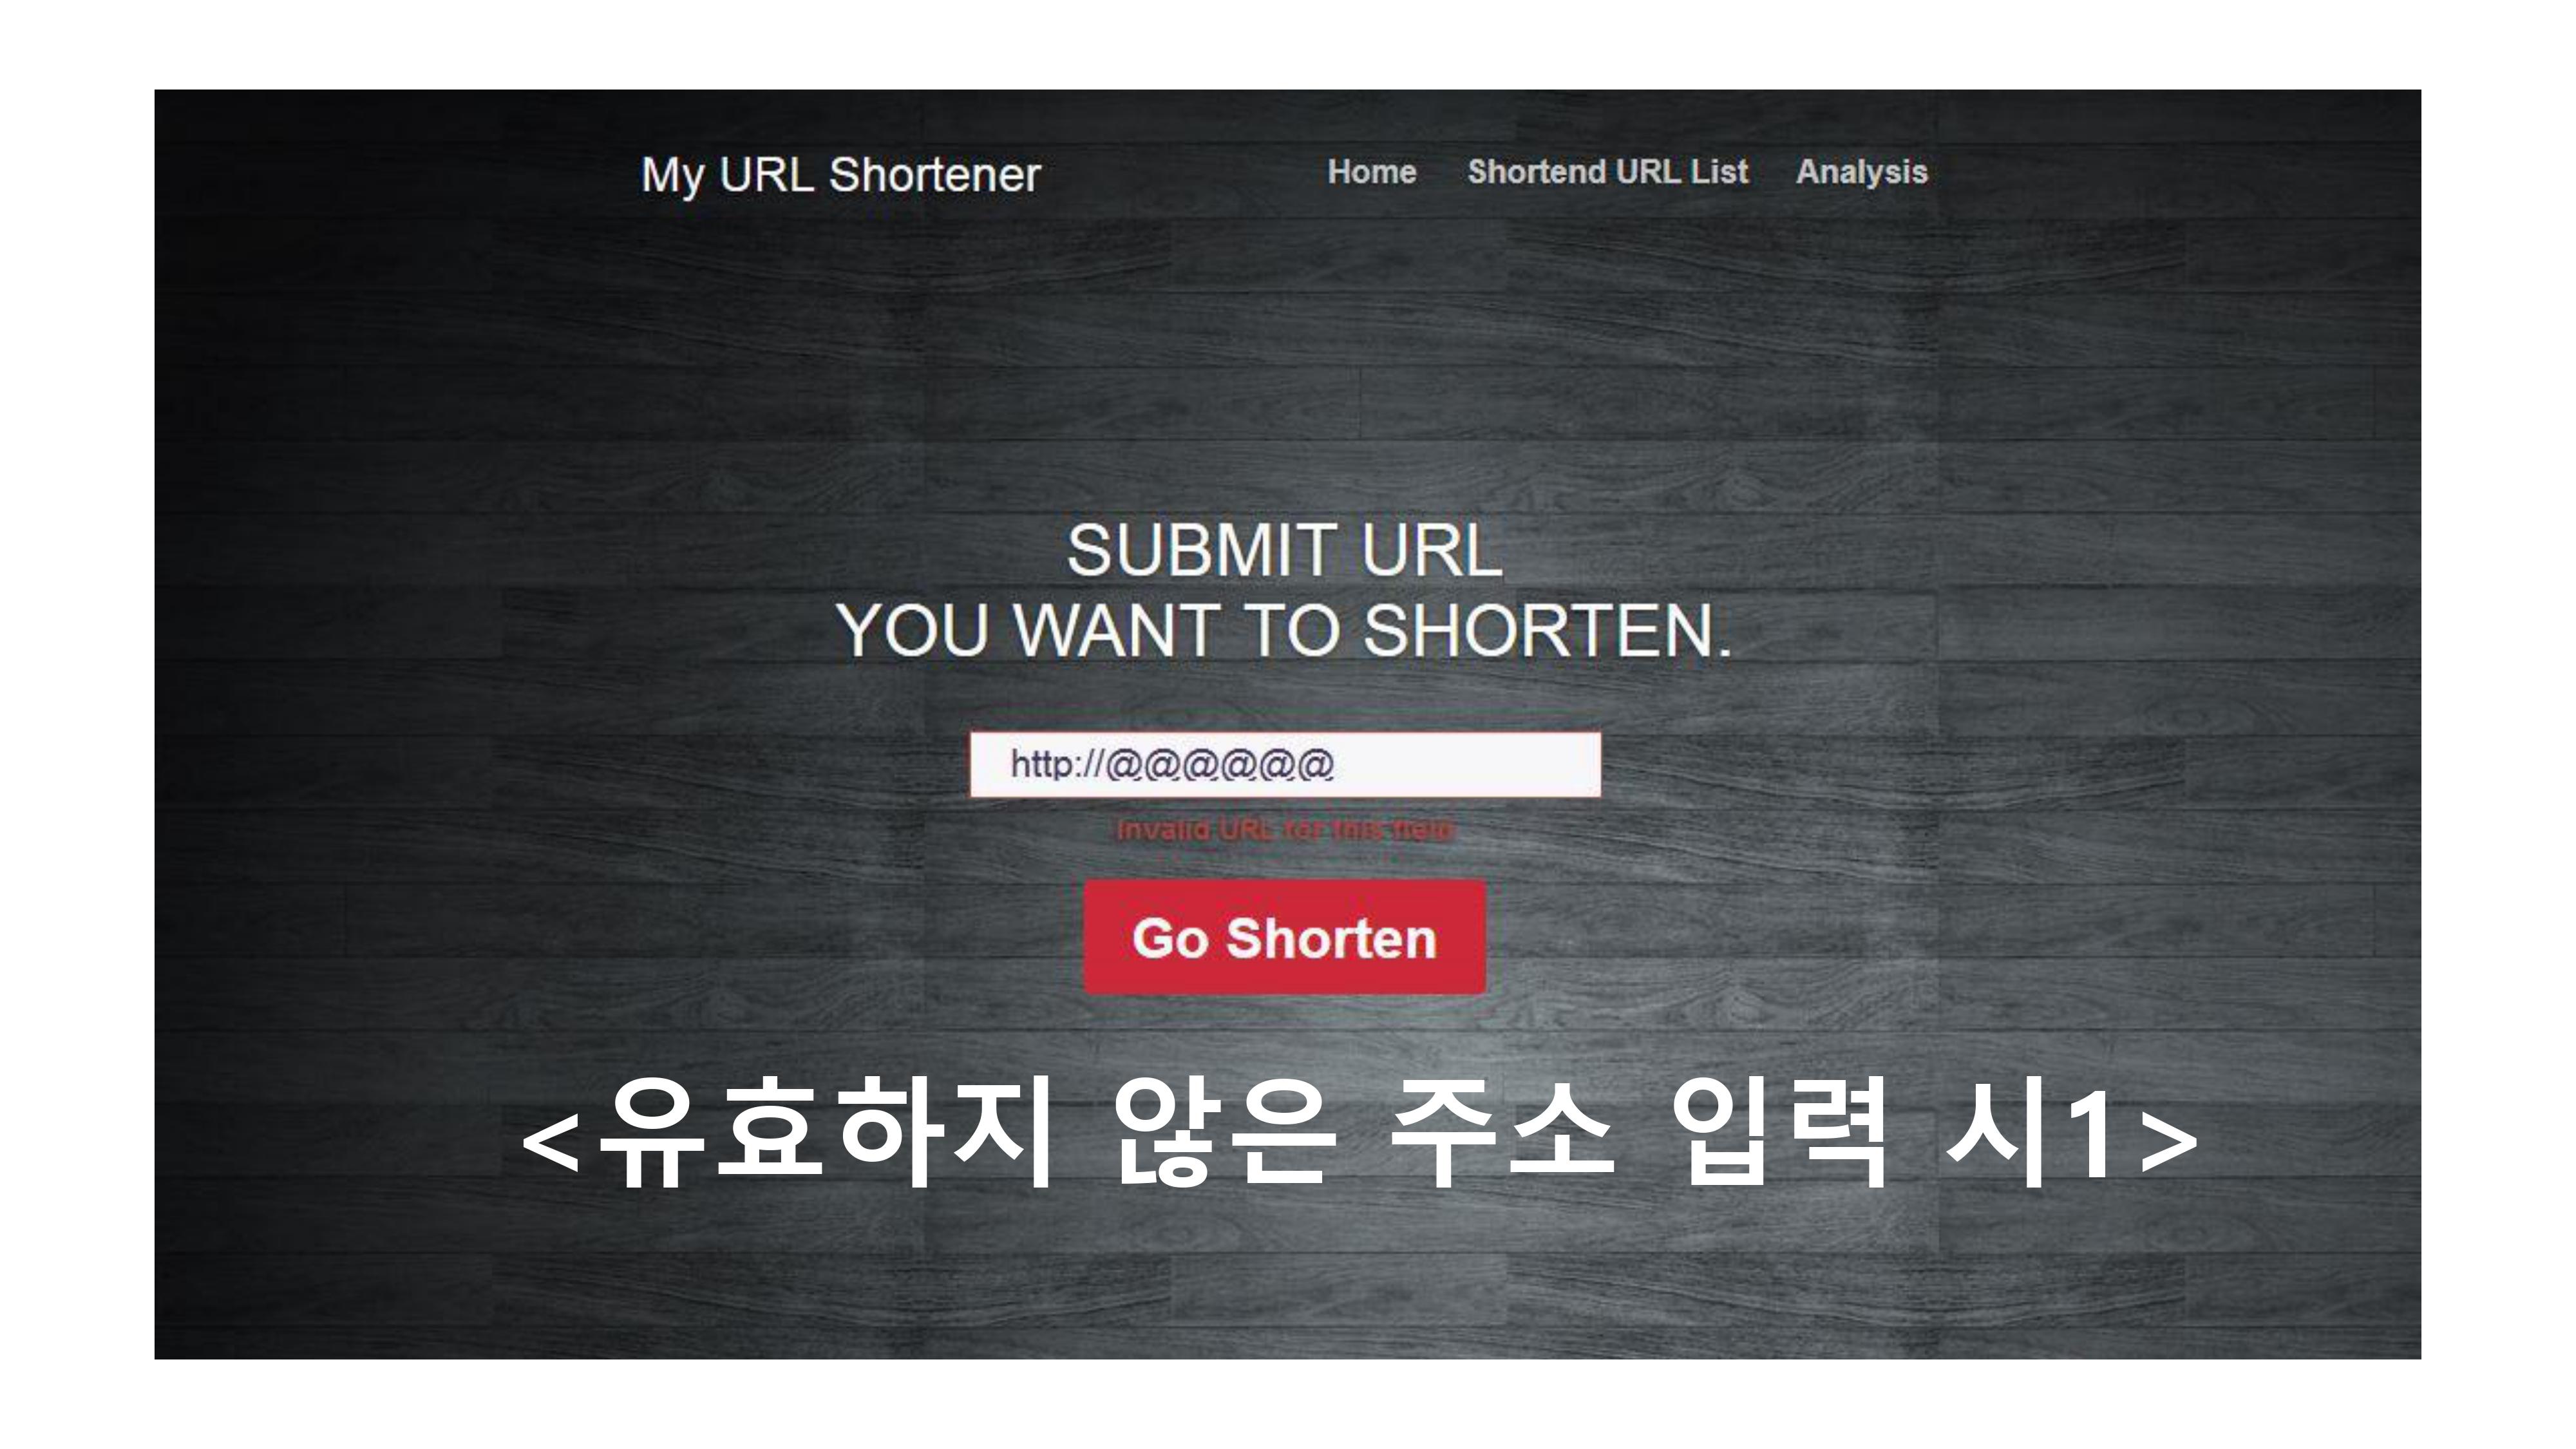 My URL Shortener
Home Shortend URL List Analysis
SUBMIT URL
YOU WANT TO SHORTEN.
http://@@@@@@
Invalid URL for this field
Go Shorten
<유효하지 않은 주소 입력 시1>